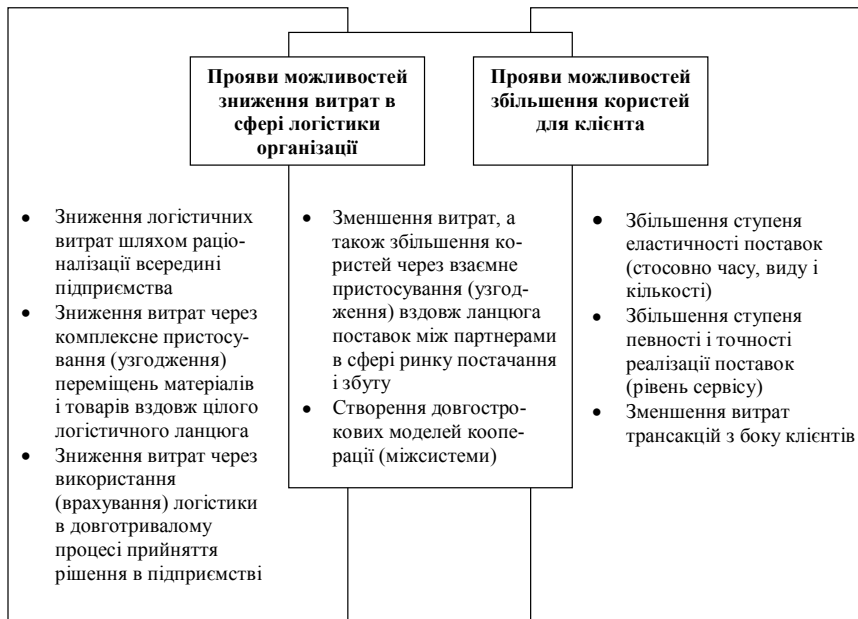 Прояви можливостей
зниження витрат в
сфері логістики
організації
Прояви можливостей
збільшення користей
для клієнта
• Зниження логістичних
витрат шляхом раціо-
налізації всередині
підприємства
• Зниження витрат через
комплексне пристосу-
вання (узгодження)
переміщень матеріалів
і товарів вздовж цілого
логістичного ланцюга
• Зниження витрат через
використання
(врахування) логістики
в довготривалому
процесі прийняття
рішення в підприємстві
• Зменшення витрат, а
також збільшення ко-
ристей через взаємне
пристосування (узгод-
ження) вздовж ланцюга
поставок між партнерами
в сфері ринку постачання
і збуту
• Створення довгостро-
кових моделей коопе-
рації (міжсистеми)
• Збільшення ступеня
еластичності поставок
(стосовно часу, виду і
кількості)
• Збільшення ступеня
певності і точності
реалізації поставок
(рівень сервісу)
• Зменшення витрат
трансакцій з боку клієнтів